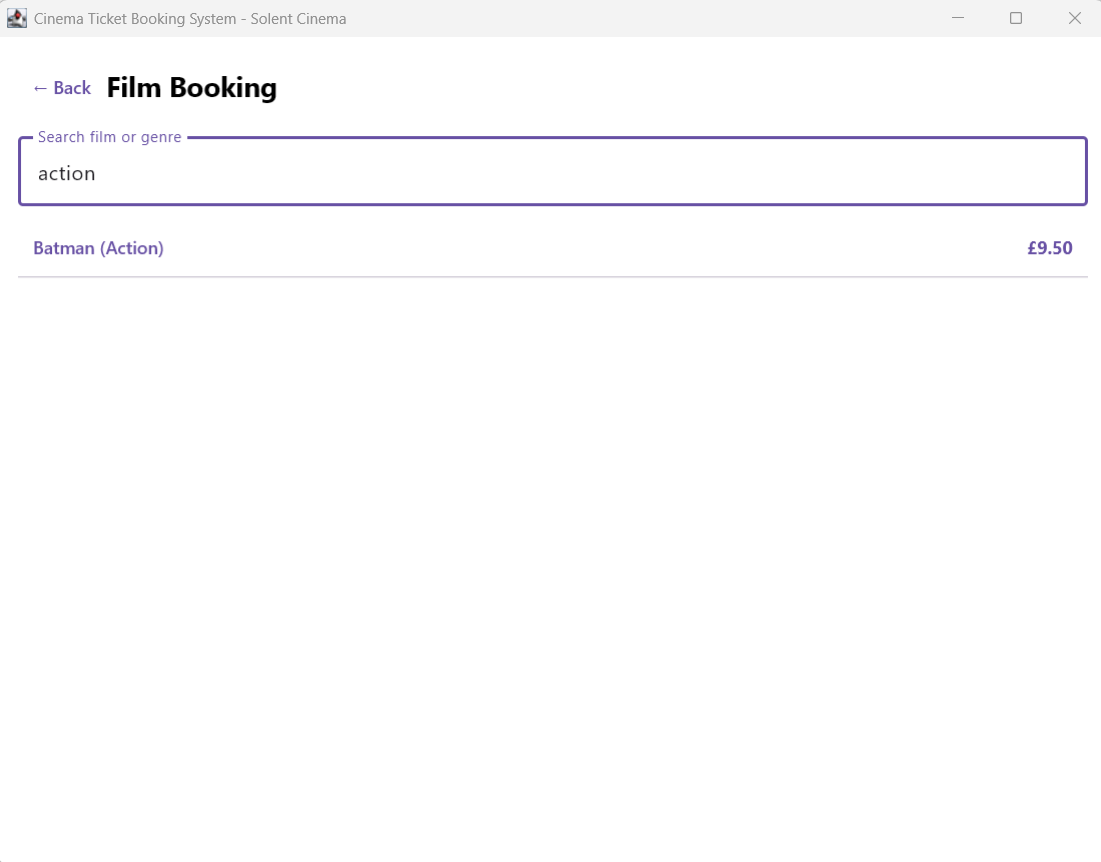 Cinema Ticket Booking System - Solent Cinema
← Back Film Booking
Search film or genre
action
Batman (Action) £9.50